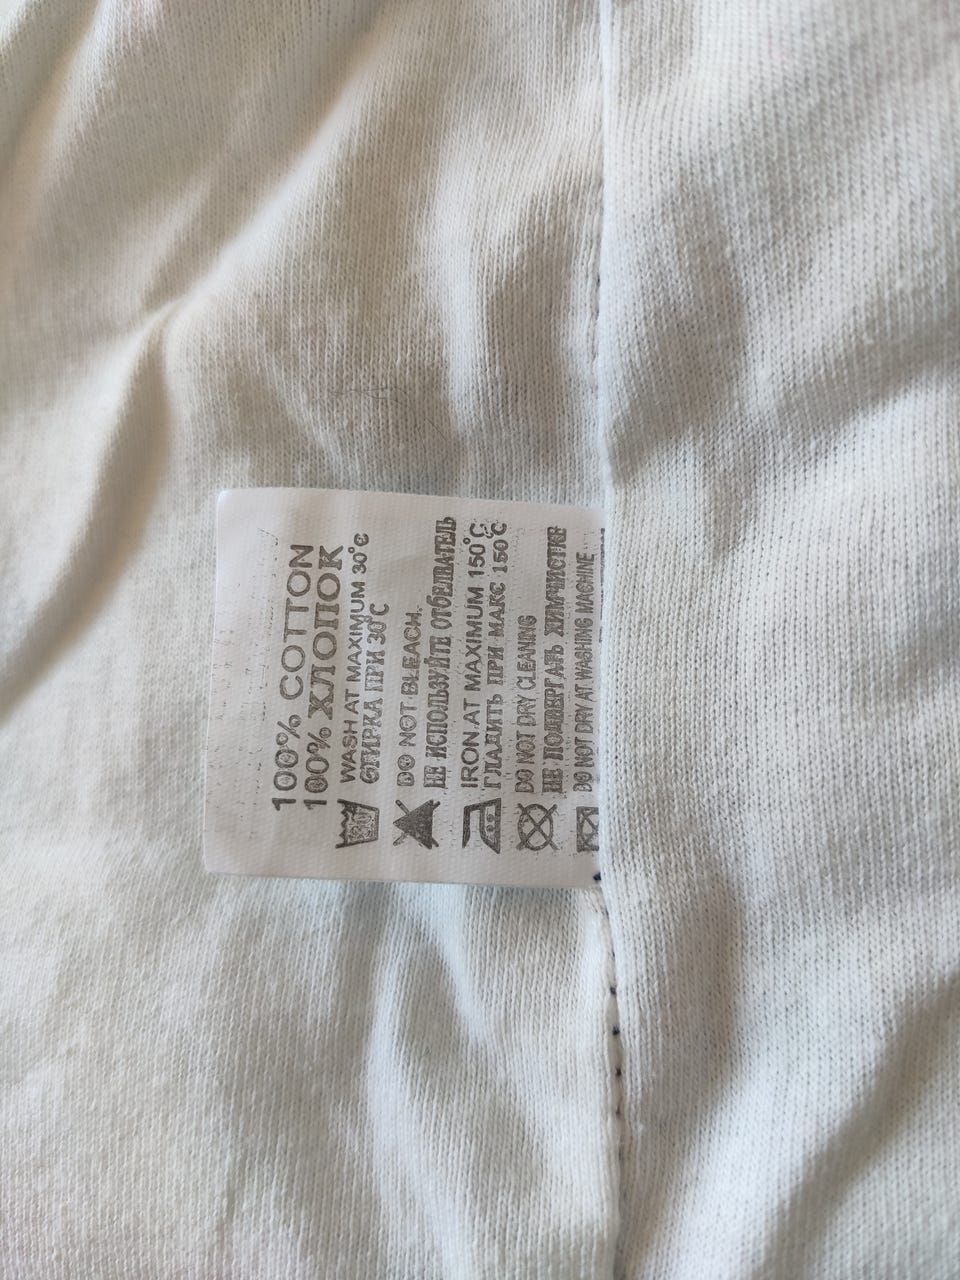 100% COTTON
100% ХЛОПОК
WASH AT MAXIMUM 30°C
СТИРКА ПРИ 30°C
DO NOT BLEACH.
НЕ ИСПОЛЬЗУЙТЕ ОТБЕЛИВАТЕЛЬ
IRON AT MAXIMUM 150°C
ГЛАДИТЬ ПРИ МАКС 150°C
DO NOT DRY CLEANING
НЕ ПОДВЕРГАТЬ ХИМЧИСТКЕ
DO NOT DRY AT WASHING MACHINE